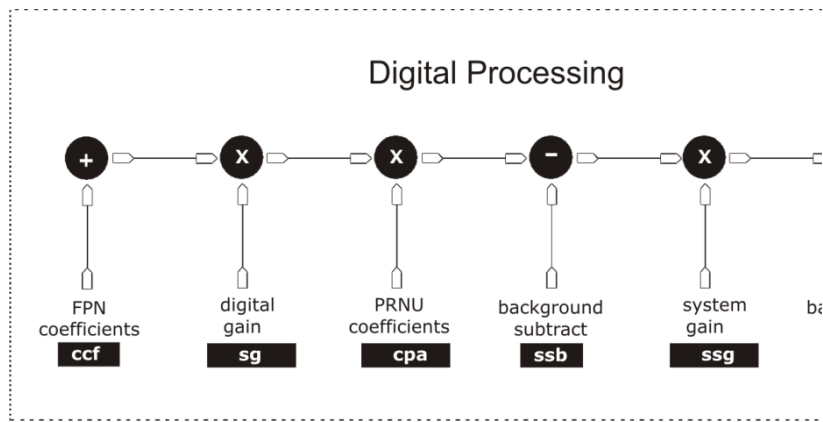 Digital Processing
+ x x - x
FPN
coefficients
ccf
digital
gain
sg
PRNU
coefficients
cpa
background
subtract
ssb
system
gain
ssg